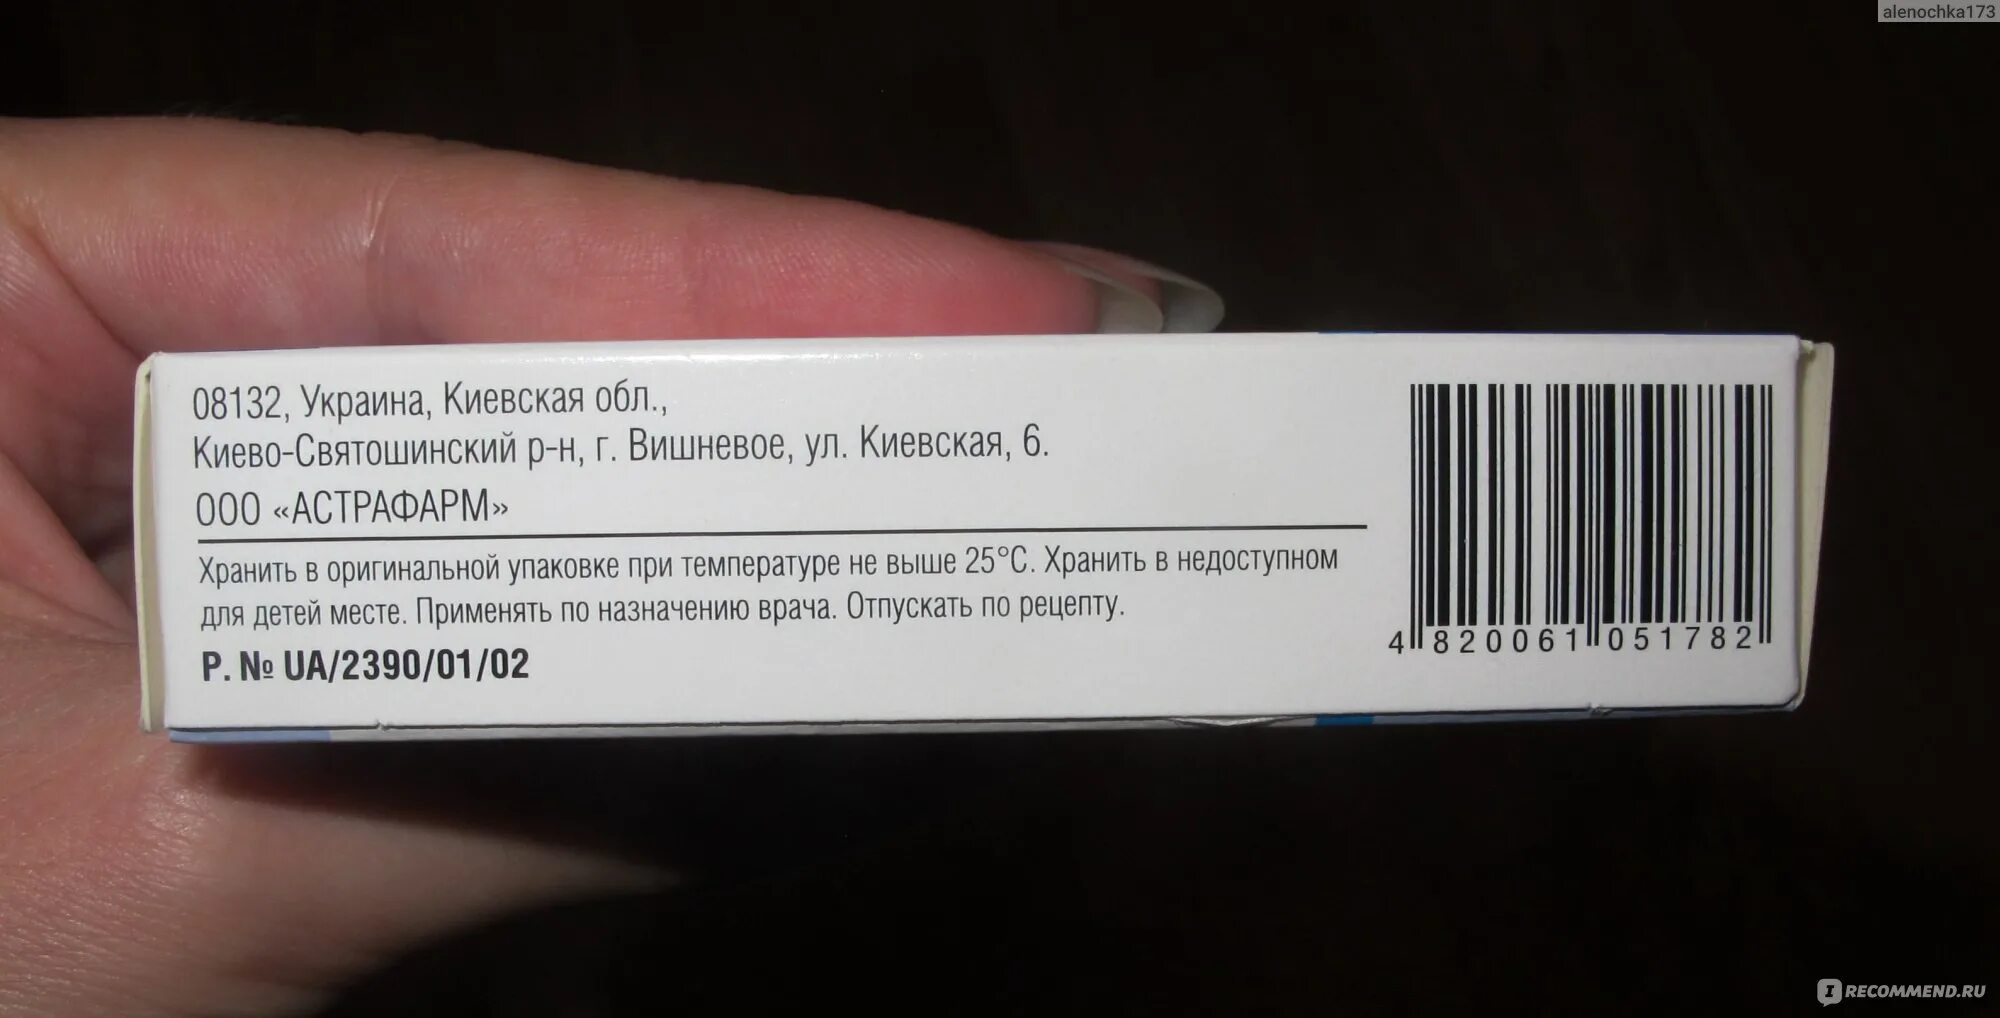 alenochka173
08132, Украина, Киевская обл.,
Киево-Святошинский р-н, г. Вишневое, ул. Киевская, 6.
ООО «АСТРАФАРМ»
Хранить в оригинальной упаковке при температуре не выше 25°С. Хранить в недоступном
для детей месте. Применять по назначению врача. Отпускать по рецепту.
Р. № UA/2390/01/02
4 820061 051782
IRECOMMEND.RU